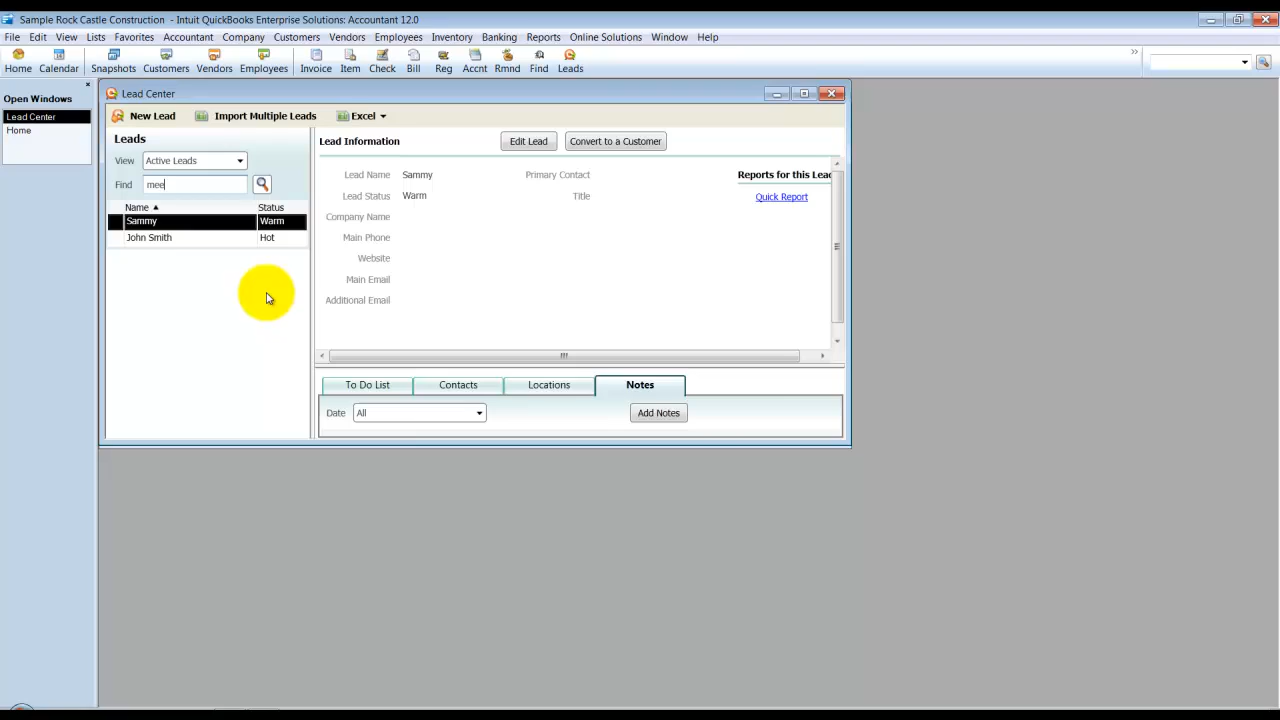 Sample Rock Castle Construction - Intuit QuickBooks Enterprise Solutions: Accountant 12.0
File Edit View Lists Favorites Accountant Company Customers Vendors Employees Inventory Banking Reports Online Solutions Window Help
Home Calendar Snapshots Customers Vendors Employees Invoice Item Check Bill Reg Accnt Rmnd Find Leads
Open Windows
Lead Center
Home
Lead Center
New Lead Import Multiple Leads Excel
Leads
View Active Leads
Find mee
Name Status
Sammy Warm
John Smith Hot
Lead Information Edit Lead Convert to a Customer
Lead Name Sammy Primary Contact Reports for this Lead
Lead Status Warm Title Quick Report
Company Name
Main Phone
Website
Main Email
Additional Email
To Do List Contacts Locations Notes
Date All Add Notes